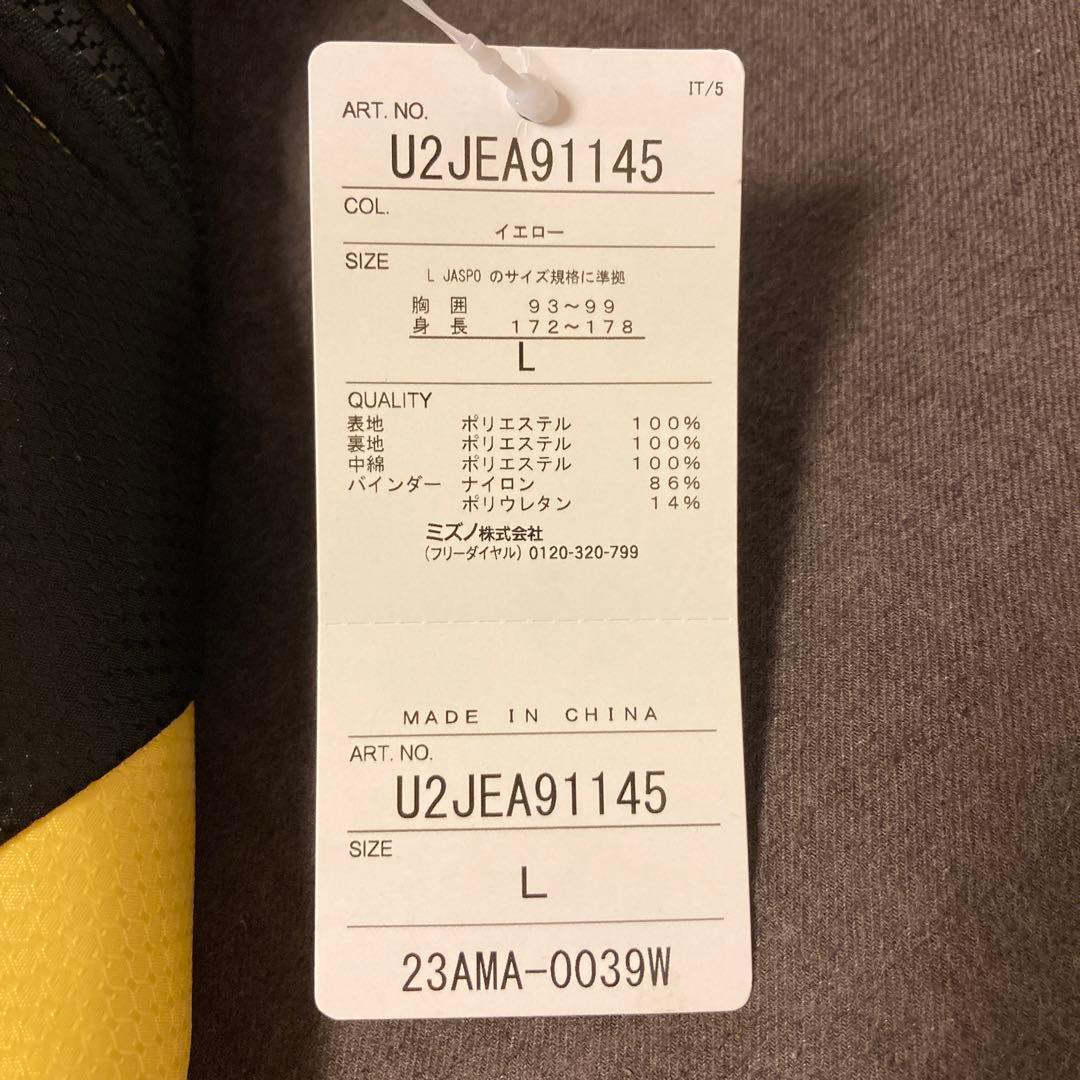 IT/5
ART. NO.
U2JEA91145
COL.
イエロー
SIZE
L JASPO のサイズ規格に準拠
胸 囲 93～99
身 長 172～178
L
QUALITY
表地 ポリエステル 100%
裏地 ポリエステル 100%
中綿 ポリエステル 100%
バインダー ナイロン 86%
ポリウレタン 14%
ミズノ株式会社
(フリーダイヤル) 0120-320-799
MADE IN CHINA
ART. NO.
U2JEA91145
SIZE
L
23AMA-0039W